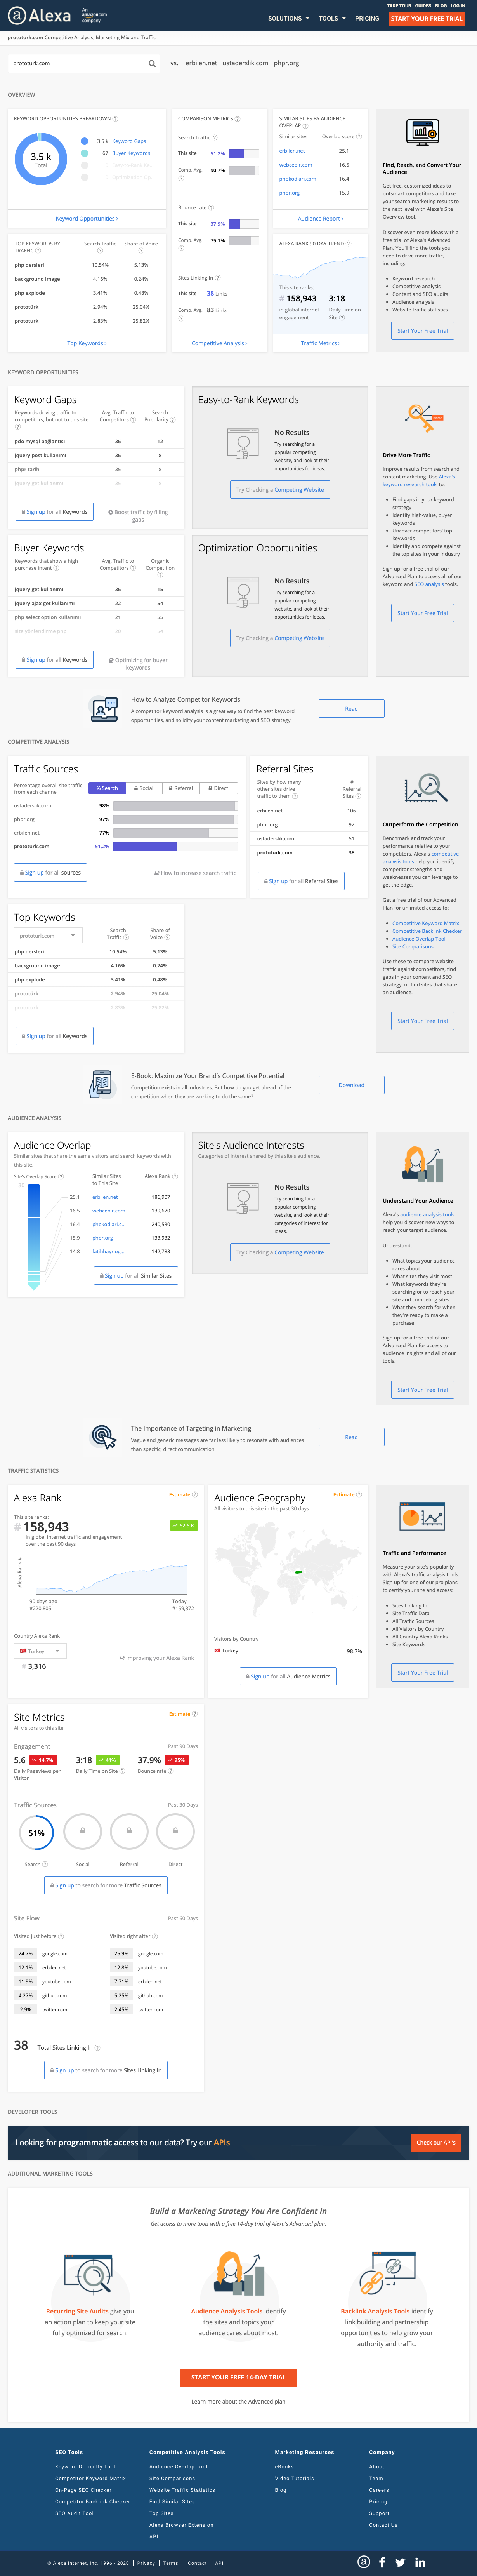 TAKE TOUR GUIDES BLOG LOG IN
Alexa An amazon.com company
SOLUTIONS TOOLS PRICING START YOUR FREE TRIAL
prototurk.com Competitive Analysis, Marketing Mix and Traffic
prototurk.com vs. erbilen.net ustaderslik.com phpr.org
OVERVIEW
KEYWORD OPPORTUNITIES BREAKDOWN
3.5 k
Total
3.5 k Keyword Gaps
67 Buyer Keywords
Keyword Opportunities
COMPARISON METRICS
Search Traffic
This site 51.2%
Comp. Avg. 90.7%
Bounce rate
This site 37.9%
Comp. Avg. 75.1%
Sites Linking In
This site 38 Links
Comp. Avg. 83 Links
Competitive Analysis
SIMILAR SITES BY AUDIENCE
OVERLAP
Similar sites Overlap score
erbilen.net 25.1
webcebir.com 16.5
phpkodlari.com 16.4
phpr.org 15.9
Audience Report
TOP KEYWORDS BY
TRAFFIC
Search Traffic Share of Voice
php dersleri 10.54% 5.13%
background image 4.16% 0.24%
php explode 3.41% 0.48%
prototürk 2.94% 25.04%
prototurk 2.83% 25.82%
Top Keywords
ALEXA RANK 90 DAY TREND
This site ranks:
# 158,943 3:18
in global internet
engagement
Daily Time on
Site
Traffic Metrics
Find, Reach, and Convert Your
Audience
Get free, customized ideas to
outsmart competitors and take
your search marketing results to
the next level with Alexa's Site
Overview tool.
Discover even more ideas with a
free trial of Alexa's Advanced
Plan. You'll find the tools you
need to drive more traffic,
including:
Keyword research
Competitive analysis
Content and SEO audits
Audience analysis
Website traffic statistics
Start Your Free Trial
KEYWORD OPPORTUNITIES
Keyword Gaps
Keywords driving traffic to
competitors, but not to this site
Avg. Traffic to
Competitors
Search
Popularity
pdo mysql bağlantısı 36 12
jquery post kullanımı 36 8
phpr tarih 35 8
jquery get kullanımı 35 8
Sign up for all Keywords
Boost traffic by filling
gaps
Easy-to-Rank Keywords
No Results
Try searching for a
popular competing
website, and look at their
opportunities for ideas.
Try Checking a Competing Website
Buyer Keywords
Keywords that show a high
purchase intent
Avg. Traffic to
Competitors
Organic
Competition
jquery get kullanımı 36 15
jquery ajax get kullanımı 22 54
php select option kullanımı 21 55
Sign up for all Keywords
Optimizing for buyer
keywords
Optimization Opportunities
No Results
Try searching for a
popular competing
website, and look at their
opportunities for ideas.
Try Checking a Competing Website
Drive More Traffic
Improve results from search and
content marketing. Use Alexa's
keyword research tools to:
Find gaps in your keyword
strategy
Identify high-value, buyer
keywords
Uncover competitors' top
keywords
Identify and compete against
the top sites in your industry
Sign up for a free trial of our
Advanced Plan to access all of our
keyword and SEO analysis tools.
Start Your Free Trial
How to Analyze Competitor Keywords
A competitor keyword analysis is a great way to find the best keyword
opportunities, and solidify your content marketing and SEO strategy.
Read
COMPETITIVE ANALYSIS
Traffic Sources
Percentage overall site traffic
from each channel
% Search Social Referral Direct
ustaderslik.com 98%
phpr.org 97%
erbilen.net 77%
prototurk.com 51.2%
Sign up for all sources
How to increase search traffic
Referral Sites
Sites by how many
other sites drive
traffic to them
#
Referral
Sites
erbilen.net 106
phpr.org 92
ustaderslik.com 51
prototurk.com 38
Sign up for all Referral Sites
Top Keywords
prototurk.com
Search
Traffic
Share of
Voice
php dersleri 10.54% 5.13%
background image 4.16% 0.24%
php explode 3.41% 0.48%
prototürk 2.94% 25.04%
prototurk 2.83% 25.82%
Sign up for all Keywords
Outperform the Competition
Benchmark and track your
performance relative to your
competitors. Alexa's competitive
analysis tools help you identify
competitor strengths and
weaknesses you can leverage to
get the edge.
Get a free trial of our Advanced
Plan for unlimited access to:
Competitive Keyword Matrix
Competitive Backlink Checker
Audience Overlap Tool
Site Comparisons
Use these to compare website
traffic against competitors, find
gaps in your content and SEO
strategy, or find sites that share
an audience.
Start Your Free Trial
E-Book: Maximize Your Brand's Competitive Potential
Competition exists in all industries. But how do you get ahead of the
competition when they are working to do the same?
Download
AUDIENCE ANALYSIS
Audience Overlap
Similar sites that share the same visitors and search keywords with
this site.
Site's Overlap Score
Similar Sites
to This Site
Alexa Rank
25.1 erbilen.net 186,907
16.5 webcebir.com 139,670
16.4 phpkodlari.c... 240,530
15.9 phpr.org 133,932
14.8 fatihhayriog... 142,783
Sign up for all Similar Sites
Site's Audience Interests
Categories of interest shared by this site's audience.
No Results
Try searching for a
popular competing
website, and look at their
categories of interest for
ideas.
Try Checking a Competing Website
Understand Your Audience
Alexa's audience analysis tools
help you discover new ways to
reach your target audience.
Understand:
What topics your audience
cares about
What sites they visit most
What keywords they're
searchingfor to reach your
site and competing sites
What they search for when
they're ready to make a
purchase
Sign up for a free trial of our
Advanced Plan for access to
audience insights and all of our
tools.
Start Your Free Trial
The Importance of Targeting in Marketing
Vague and generic messages are far less likely to resonate with audiences
than specific, direct communication
Read
TRAFFIC STATISTICS
Alexa Rank Estimate
This site ranks:
#158,943
in global internet traffic and engagement
over the past 90 days
62.5 K
Alexa Rank #
90 days ago
#220,805
Today
#159,372
Country Alexa Rank
Turkey
# 3,316
Improving your Alexa Rank
Audience Geography Estimate
All visitors to this site in the past 30 days
Visitors by Country
Turkey 98.7%
Sign up for all Audience Metrics
Traffic and Performance
Measure your site's popularity
with Alexa's traffic analysis tools.
Sign up for one of our pro plans
to certify your site and access:
Sites Linking In
Site Traffic Data
All Traffic Sources
All Visitors by Country
All Country Alexa Ranks
Site Keywords
Start Your Free Trial
Site Metrics Estimate
All visitors to this site
Engagement Past 90 Days
5.6 14.7% 3:18 41% 37.9% 25%
Daily Pageviews per
Visitor
Daily Time on Site
Bounce rate
Traffic Sources Past 30 Days
51%
Search Social Referral Direct
Sign up to search for more Traffic Sources
Site Flow Past 60 Days
Visited just before Visited right after
24.7% google.com 25.9% google.com
12.1% erbilen.net 12.8% youtube.com
11.9% youtube.com 7.71% erbilen.net
4.27% github.com 5.25% github.com
2.9% twitter.com 2.45% twitter.com
38 Total Sites Linking In
Sign up to search for more Sites Linking In
DEVELOPER TOOLS
Looking for programmatic access to our data? Try our APIs
Check our API's
ADDITIONAL MARKETING TOOLS
Build a Marketing Strategy You Are Confident In
Get access to more tools with a free 14-day trial of Alexa's Advanced plan.
Recurring Site Audits give you
an action plan to keep your site
fully optimized for search.
Audience Analysis Tools identify
the sites and topics your
audience cares about most.
Backlink Analysis Tools identify
link building and partnership
opportunities to help grow your
authority and traffic.
START YOUR FREE 14-DAY TRIAL
Learn more about the Advanced plan
SEO Tools
Keyword Difficulty Tool
Competitor Keyword Matrix
On-Page SEO Checker
Competitor Backlink Checker
SEO Audit Tool
Competitive Analysis Tools
Audience Overlap Tool
Site Comparisons
Website Traffic Statistics
Find Similar Sites
Top Sites
Alexa Browser Extension
API
Marketing Resources
eBooks
Video Tutorials
Blog
Company
About
Team
Careers
Pricing
Support
Contact Us
© Alexa Internet, Inc. 1996 - 2020 | Privacy | Terms | Contact | API